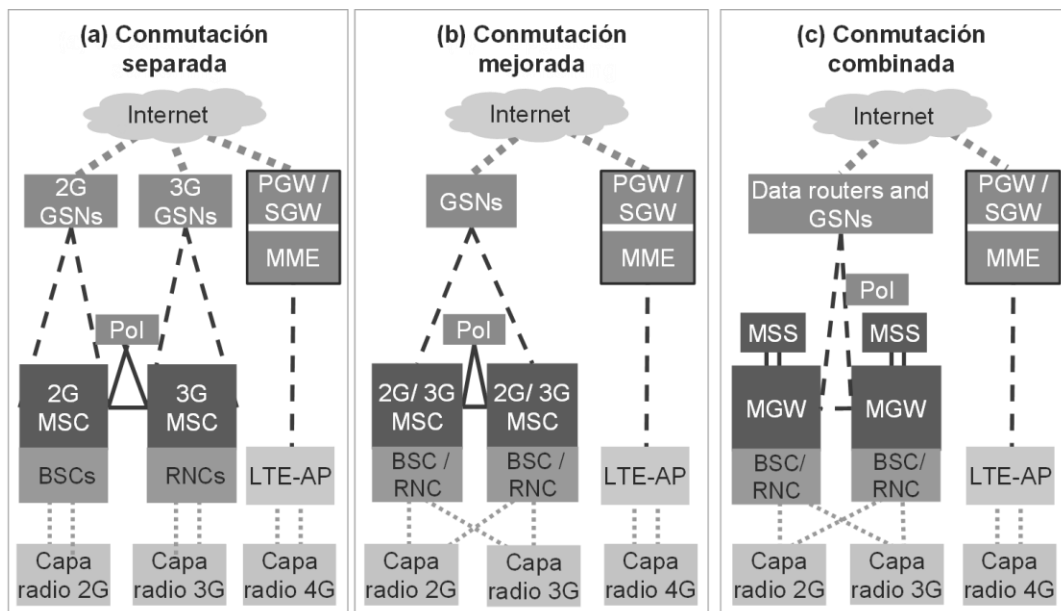 (a) Conmutación
separada
Internet
2G
GSNs
3G
GSNs
PGW /
SGW
MME
PoI
2G
MSC
3G
MSC
BSCs
RNCs
LTE-AP
Capa
radio 2G
Capa
radio 3G
Capa
radio 4G
(b) Conmutación
mejorada
Internet
GSNs
PGW /
SGW
MME
PoI
2G/ 3G
MSC
2G/ 3G
MSC
BSC /
RNC
BSC /
RNC
LTE-AP
Capa
radio 2G
Capa
radio 3G
Capa
radio 4G
(c) Conmutación
combinada
Internet
Data routers and
GSNs
PGW /
SGW
MME
PoI
MSS
MSS
MGW
MGW
BSC/
RNC
BSC/
RNC
LTE-AP
Capa
radio 2G
Capa
radio 3G
Capa
radio 4G